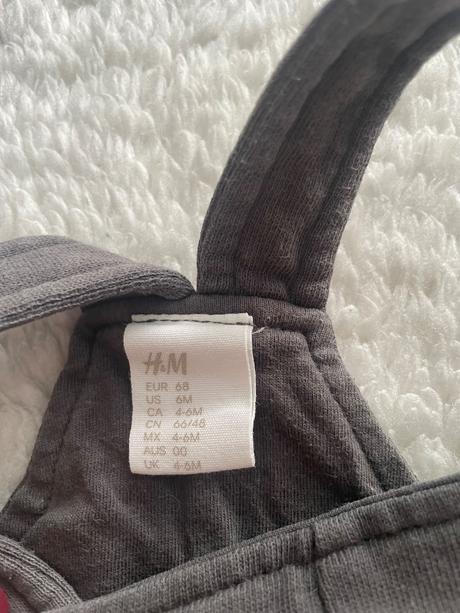 H&M
EUR 68
US 6M
CA 4-6M
CN 66/48
MX 4-6M
AUS 00
UK 4-6M